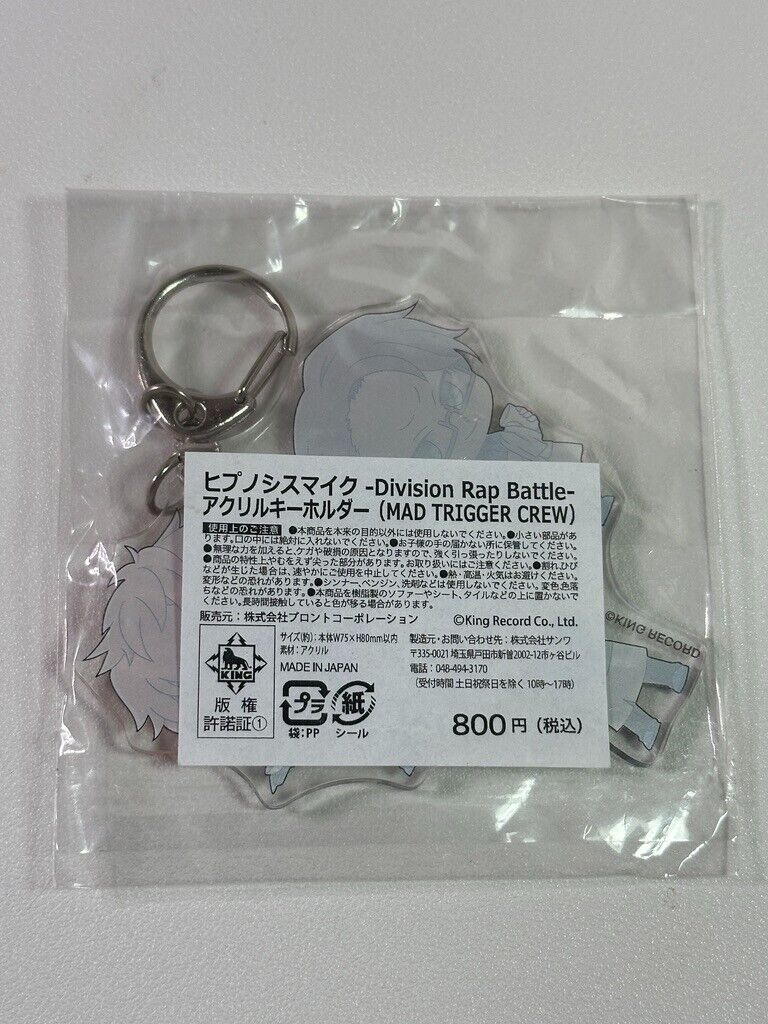 ヒプノシスマイク -Division Rap Battle-
アクリルキーホルダー（MAD TRIGGER CREW）
使用上のご注意 ●本商品を本来の目的以外には使用しないでください。●小さい部品があ
ります。口の中には絶対に入れないでください。●お子様の手の届かない所に保管してください。
●無理な力を加えると、ケガや破損の原因となりますので、強く引っ張ったりしないでください。
●商品の特性上やむをえず尖った部分があります。お取り扱いにはご注意ください。●割れ、ひび
などが生じた場合は、速やかにご使用を中止してください。●熱・高温・火気はお避けください。
変形などの恐れがあります。●シンナー、ベンジン、洗剤などは使用しないでください。変色、色落
ちなどの恐れがあります。●本商品を樹脂製のソファーやシート、タイルなどの上に置かないで
ください。長時間接触していると色が移る場合があります。
販売元：株式会社プロントコーポレーション ©King Record Co., Ltd.
KING
版権
許諾証①
サイズ(約)：本体W75×H80mm以内
素材：アクリル
MADE IN JAPAN
プラ
袋：PP
紙
シール
製造元・お問い合わせ先：株式会社サンワ
〒335-0021 埼玉県戸田市新曽2002-12市ヶ谷ビル
電話：048-494-3170
（受付時間 土日祝祭日を除く 10時～17時）
800円（税込）
©KING RECORD